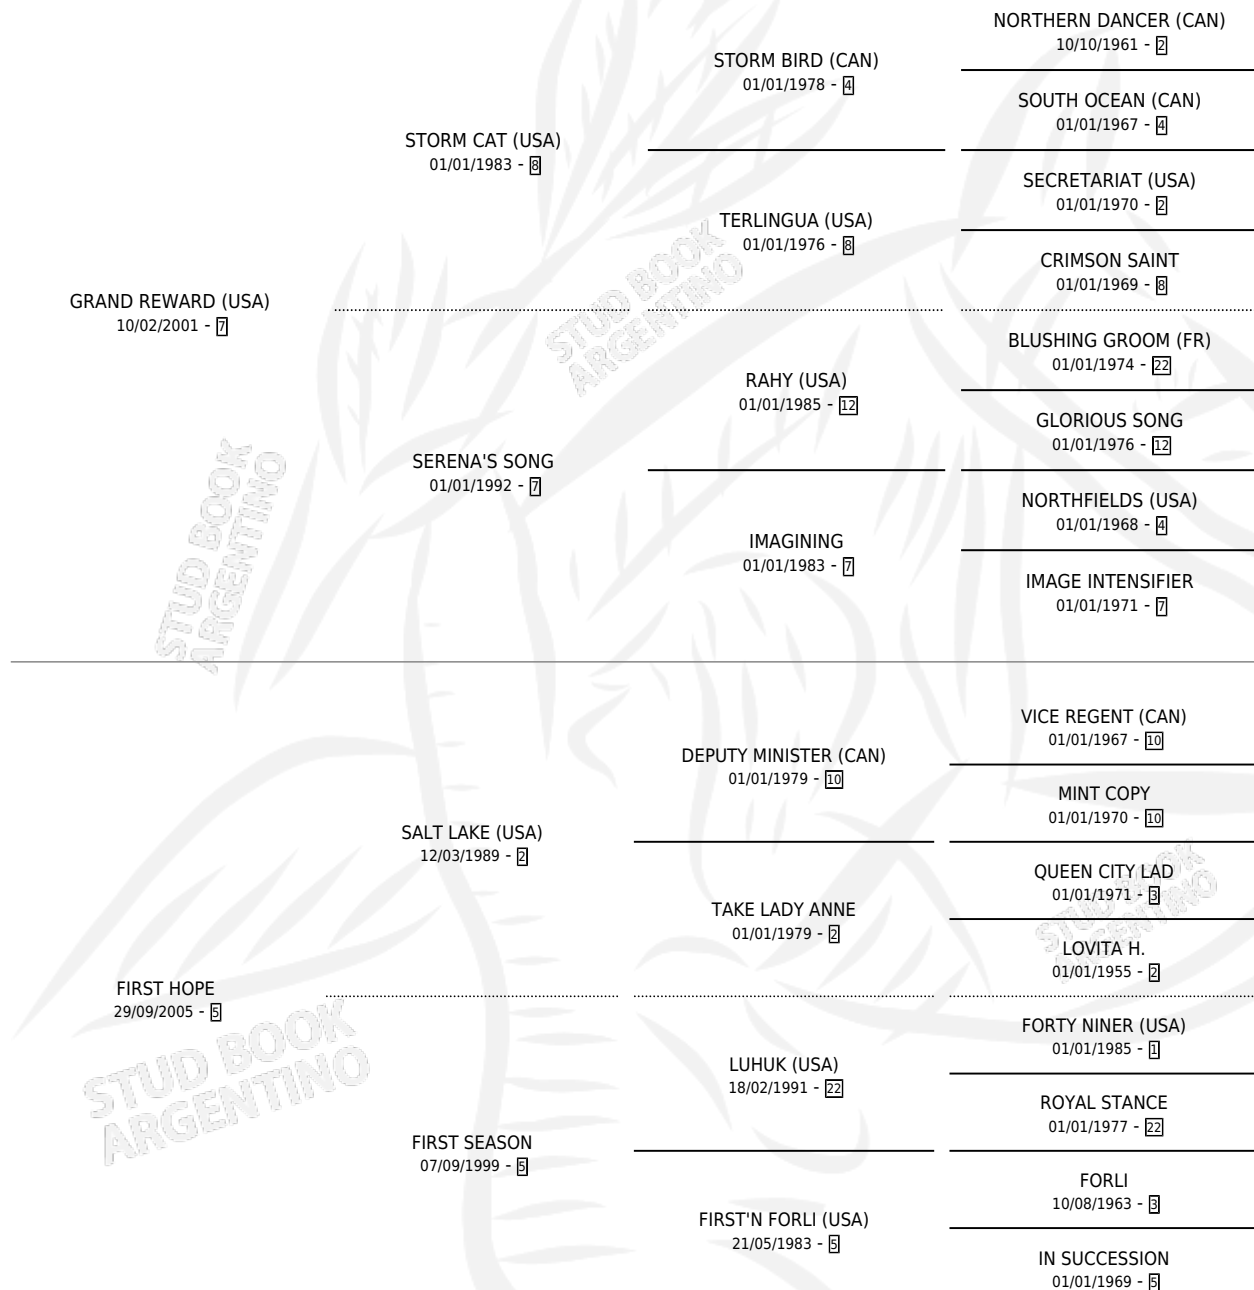 NORTHERN DANCER (CAN)
10/10/1961 - 2
STORM BIRD (CAN)
01/01/1978 - 4
SOUTH OCEAN (CAN)
01/01/1967 - 4
STORM CAT (USA)
01/01/1983 - 8
SECRETARIAT (USA)
01/01/1970 - 2
TERLINGUA (USA)
01/01/1976 - 8
CRIMSON SAINT
01/01/1969 - 8
GRAND REWARD (USA)
10/02/2001 - 7
STUD BOOK
ARGENTINO
BLUSHING GROOM (FR)
01/01/1974 - 22
RAHY (USA)
01/01/1985 - 12
GLORIOUS SONG
01/01/1976 - 12
SERENA'S SONG
01/01/1992 - 7
NORTHFIELDS (USA)
01/01/1968 - 4
IMAGINING
01/01/1983 - 7
IMAGE INTENSIFIER
01/01/1971 - 7
STUD BOOK
ARGENTINO
VICE REGENT (CAN)
01/01/1967 - 10
DEPUTY MINISTER (CAN)
01/01/1979 - 10
MINT COPY
01/01/1970 - 10
SALT LAKE (USA)
12/03/1989 - 2
QUEEN CITY LAD
01/01/1971 - 3
TAKE LADY ANNE
01/01/1979 - 2
LOVITA H.
01/01/1955 - 2
STUD BOOK
ARGENTINO
FIRST HOPE
29/09/2005 - 5
STUD BOOK
ARGENTINO
FORTY NINER (USA)
01/01/1985 - 1
LUHUK (USA)
18/02/1991 - 22
ROYAL STANCE
01/01/1977 - 22
FIRST SEASON
07/09/1999 - 5
FORLI
10/08/1963 - 3
FIRST'N FORLI (USA)
21/05/1983 - 5
IN SUCCESSION
01/01/1969 - 5